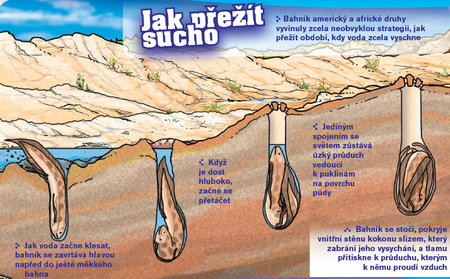 Jak přežít
sucho
Bahník americký a africké druhy
vyvinuly zcela neobvyklou strategii, jak
přežít období, kdy voda zcela vyschne
Jak voda začne klesat,
bahník se zavrtává hlavou
napřed do ještě měkkého
bahna
Když
je dost
hluboko,
začne se
přetáčet
Jediným
spojením se
světem zůstává
úzký průduch
vedoucí
k puklinám
na povrchu
půdy
Bahník se stočí, pokryje
vnitřní stěnu kokonu slizem, který
zabrání jeho vysychání, a tlamu
přitiskne k průduchu, kterým
k němu proudí vzduch